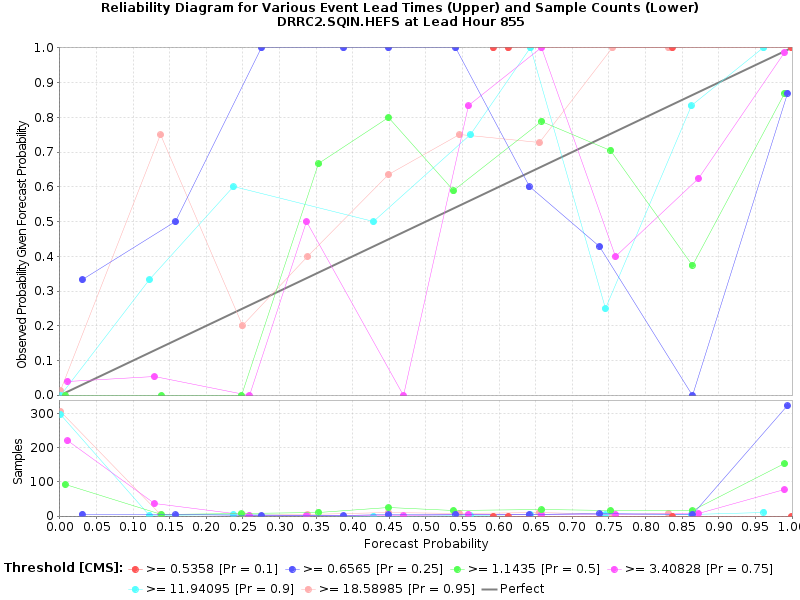 Reliability Diagram for Various Event Lead Times (Upper) and Sample Counts (Lower)
DRRC2.SQIN.HEFS at Lead Hour 855
Observed Probability Given Forecast Probability
1.0
0.9
0.8
0.7
0.6
0.5
0.4
0.3
0.2
0.1
0.0
Samples
300
200
100
0
0.00 0.05 0.10 0.15 0.20 0.25 0.30 0.35 0.40 0.45 0.50 0.55 0.60 0.65 0.70 0.75 0.80 0.85 0.90 0.95 1.0
Forecast Probability
Threshold [CMS]: >= 0.5358 [Pr = 0.1] >= 0.6565 [Pr = 0.25] >= 1.1435 [Pr = 0.5] >= 3.40828 [Pr = 0.75]
>= 11.94095 [Pr = 0.9] >= 18.58985 [Pr = 0.95] Perfect